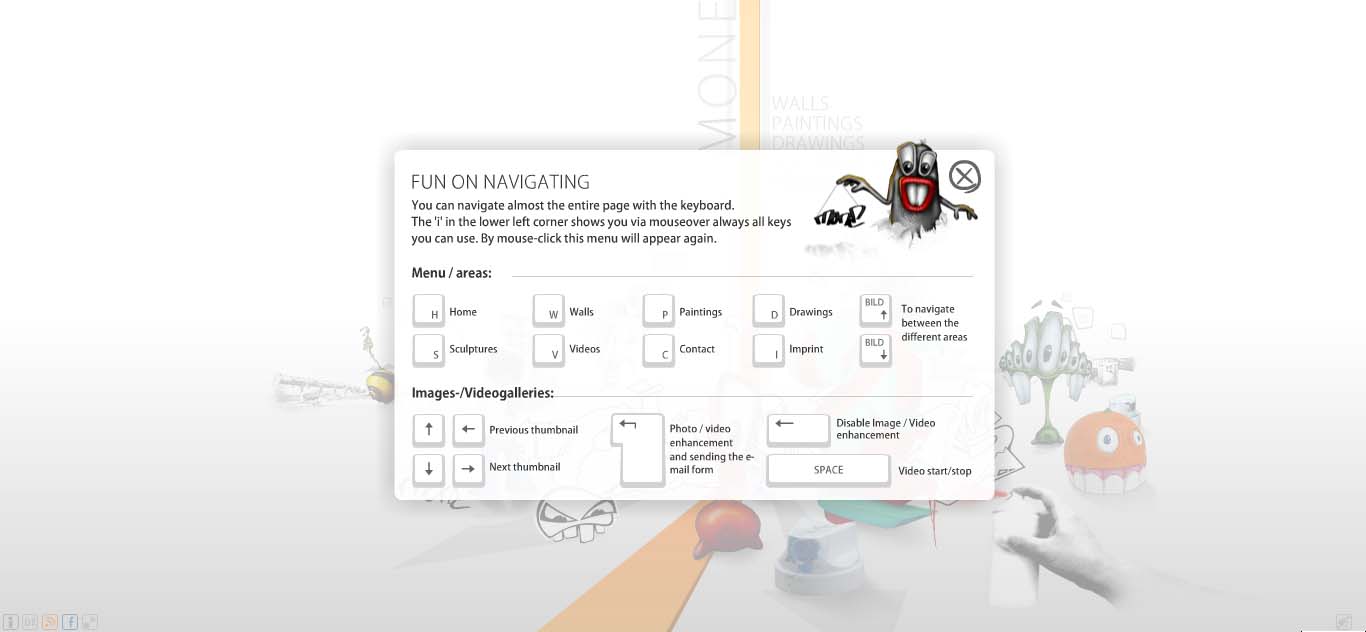 MONE
WALLS
PAINTINGS
DRAWINGS
FUN ON NAVIGATING
You can navigate almost the entire page with the keyboard.
The 'i' in the lower left corner shows you via mouseover always all keys
you can use. By mouse-click this menu will appear again.
Menu / areas:
H Home
W Walls
P Paintings
D Drawings
BILD ↑
To navigate
between the
different areas
S Sculptures
V Videos
C Contact
I Imprint
BILD ↓
Images-/Videogalleries:
↑ ← Previous thumbnail
↓ → Next thumbnail
Photo / video
enhancement
and sending the e-
mail form
← Disable Image / Video
enhancement
SPACE
Video start/stop
i DE f